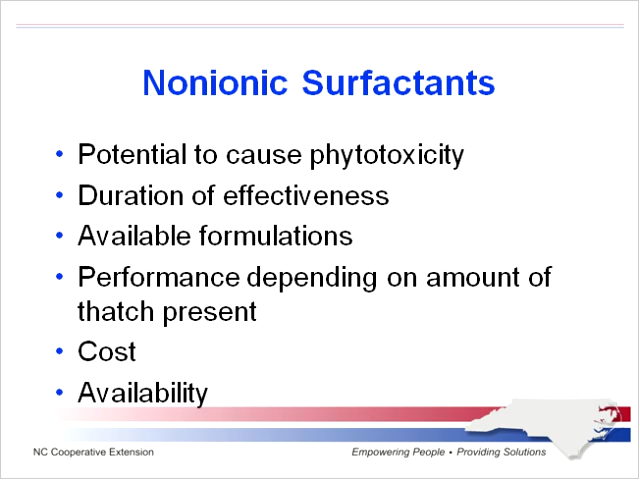 Nonionic Surfactants
• Potential to cause phytotoxicity
• Duration of effectiveness
• Available formulations
• Performance depending on amount of
thatch present
• Cost
• Availability
NC Cooperative Extension
Empowering People • Providing Solutions